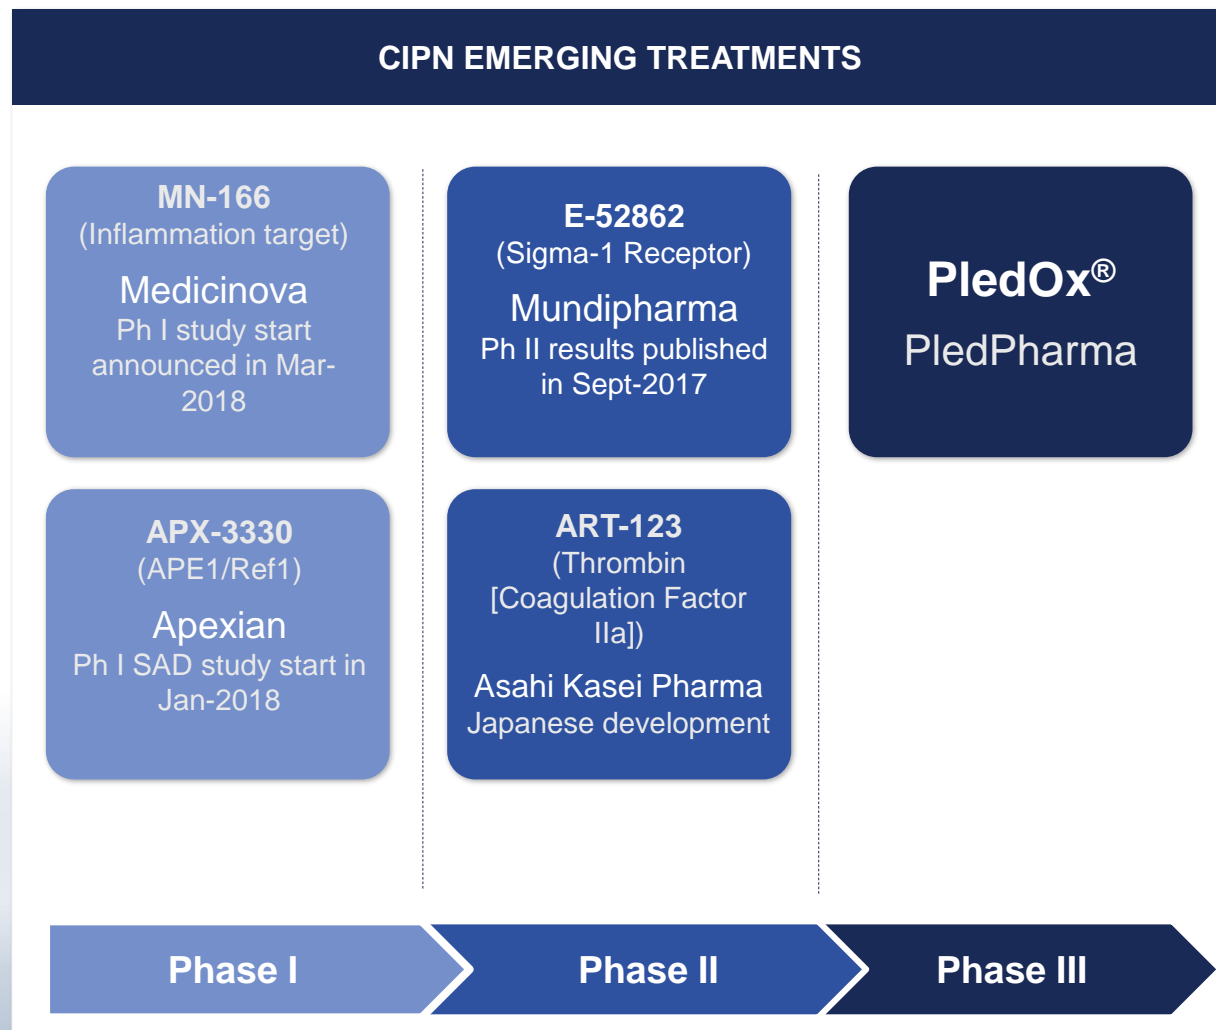 CIPN EMERGING TREATMENTS
MN-166
(Inflammation target)
Medicinova
Ph I study start
announced in Mar-
2018
APX-3330
(APE1/Ref1)
Apexian
Ph I SAD study start in
Jan-2018
E-52862
(Sigma-1 Receptor)
Mundipharma
Ph II results published
in Sept-2017
ART-123
(Thrombin
[Coagulation Factor
IIa])
Asahi Kasei Pharma
Japanese development
PledOx®
PledPharma
Phase I
Phase II
Phase III